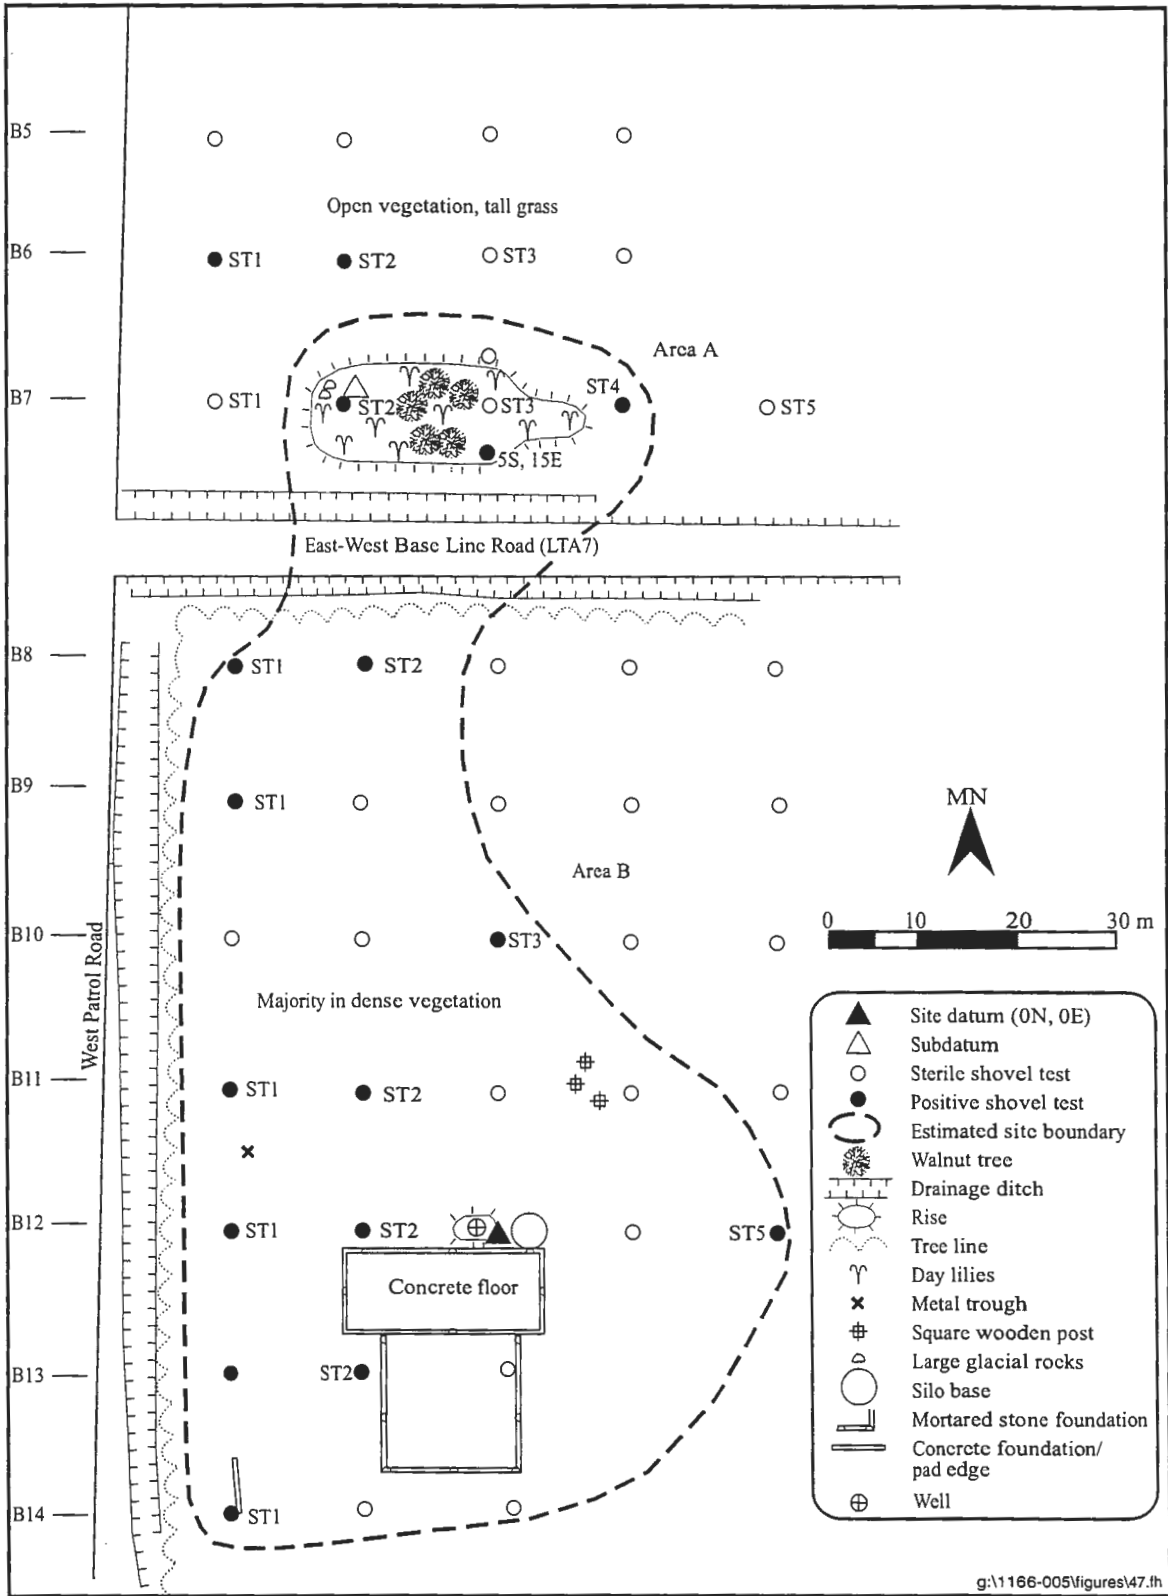 B5
Open vegetation, tall grass
B6
ST1
ST2
ST3
Area A
B7
ST1
ST2
ST3
ST4
ST5
5S, 15E
East-West Base Line Road (LTA7)
B8
ST1
ST2
B9
ST1
MN
Area B
B10
ST3
0 10 20 30 m
West Patrol Road
Majority in dense vegetation
B11
ST1
ST2
B12
ST1
ST2
ST5
Concrete floor
B13
ST2
B14
ST1
Site datum (0N, 0E)
Subdatum
Sterile shovel test
Positive shovel test
Estimated site boundary
Walnut tree
Drainage ditch
Rise
Tree line
Day lilies
Metal trough
Square wooden post
Large glacial rocks
Silo base
Mortared stone foundation
Concrete foundation/
pad edge
Well
g:\1166-005\figures\47.fh